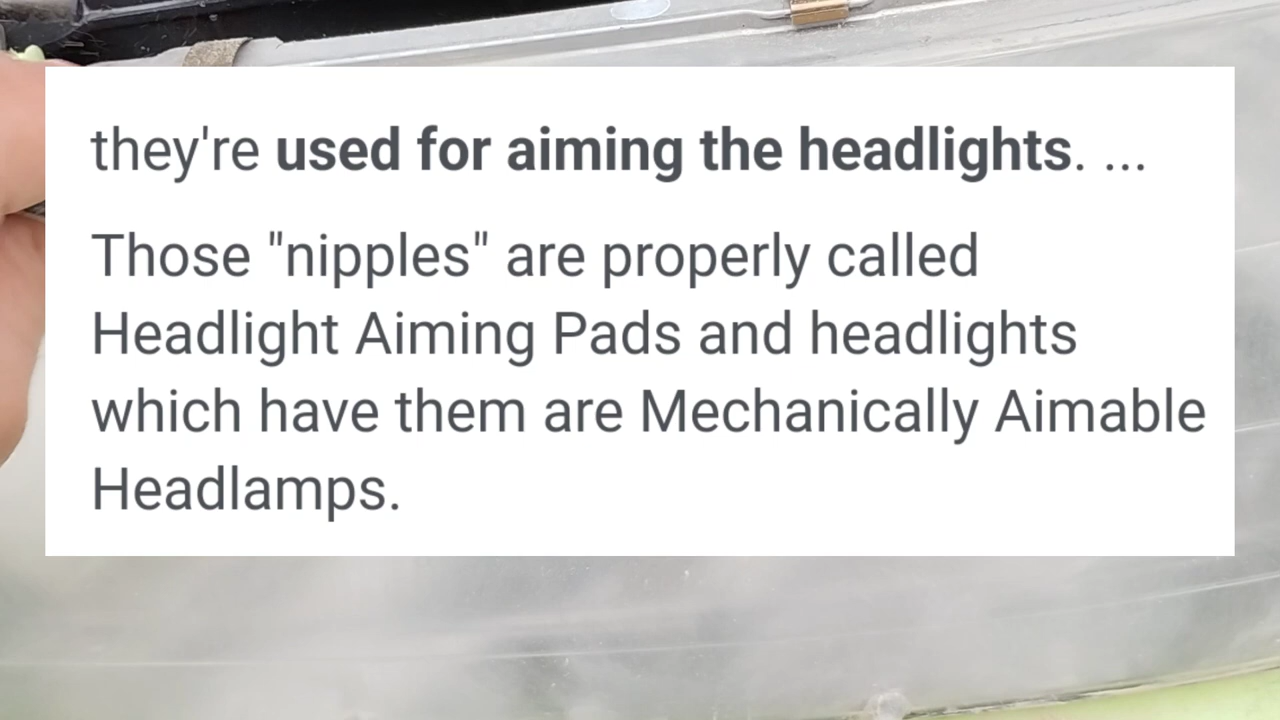 they're used for aiming the headlights. ...
Those "nipples" are properly called
Headlight Aiming Pads and headlights
which have them are Mechanically Aimable
Headlamps.